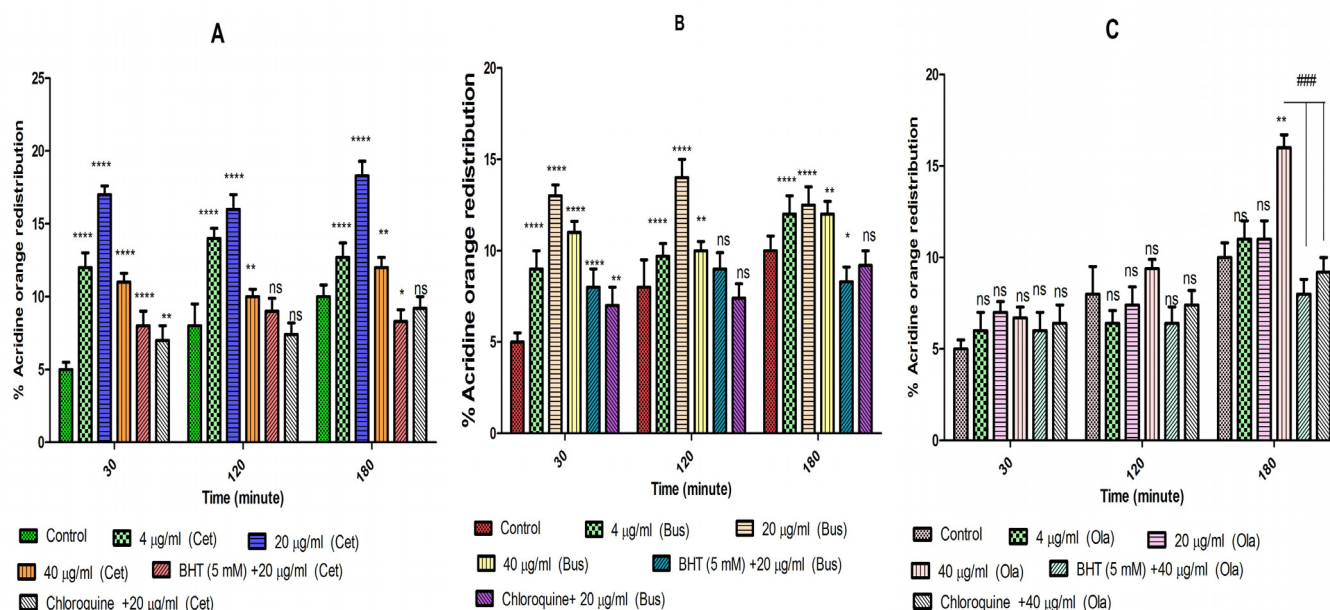 A
% Acridine orange redistribution
25
20
15
10
5
0
****
****
****
****
**
****
****
**
ns
ns
****
****
**
*
ns
30
120
180
Time (minute)
Control
4 µg/ml (Cet)
20 µg/ml (Cet)
40 µg/ml (Cet)
BHT (5 mM) +20 µg/ml (Cet)
Chloroquine +20 µg/ml (Cet)
B
% Acridine orange redistribution
20
15
10
5
0
****
****
****
****
**
****
****
**
ns
ns
****
****
**
*
ns
30
120
180
Time (minute)
Control
4 µg/ml (Bus)
20 µg/ml (Bus)
40 µg/ml (Bus)
BHT (5 mM) +20 µg/ml (Bus)
Chloroquine+ 20 µg/ml (Bus)
C
% Acridine orange redistribution
20
15
10
5
0
ns
ns
ns
ns
ns
ns
ns
ns
ns
ns
ns
ns
**
###
30
120
180
Time (minute)
Control
4 µg/ml (Ola)
20 µg/ml (Ola)
40 µg/ml (Ola)
BHT (5 mM) +40 µg/ml (Ola)
Chloroquine +40 µg/ml (Ola)